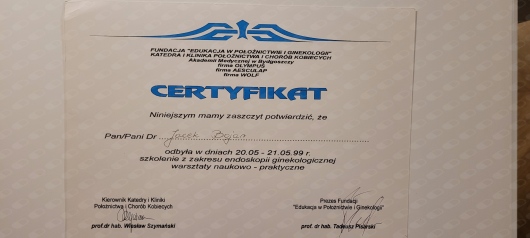 FUNDACJA "EDUKACJA W POŁOŻNICTWIE I GINEKOLOGII"
KATEDRA I KLINIKA POŁOŻNICTWA I CHORÓB KOBIECYCH
Akademii Medycznej w Bydgoszczy
firma OLYMPUS
firma AESCULAP
firma WOLF
CERTYFIKAT
Niniejszym mamy zaszczyt potwierdzić, że
Pan/Pani Dr Jacek
odbyła w dniach 20.05 - 21.05.99 r.
szkolenie z zakresu endoskopii ginekologicznej
warsztaty naukowo - praktyczne
Kierownik Katedry i Kliniki
Położnictwa i Chorób Kobiecych
prof.dr hab. Wiesław Szymański
Prezes Fundacji
"Edukacja w Położnictwie i Ginekologii"
prof. dr hab. Tadeusz Pisarski